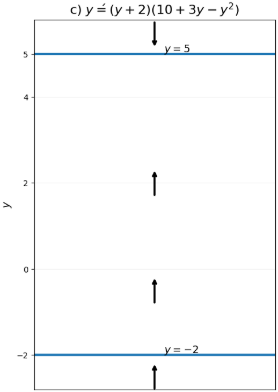 c) y ́= (y + 2)(10 + 3y − y²)
5
y = 5
4
2
y
0
y = −2
−2